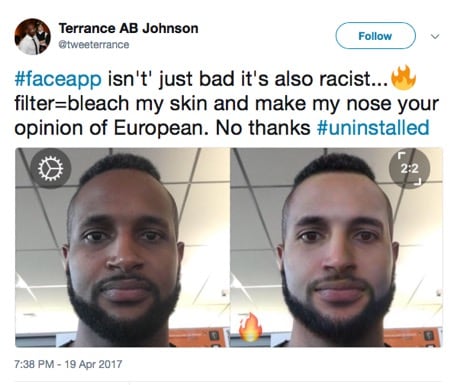 Terrance AB Johnson
@tweeterrance
Follow
#faceapp isn't' just bad it's also racist...🔥
filter=bleach my skin and make my nose your
opinion of European. No thanks #uninstalled
2:2
7:38 PM - 19 Apr 2017